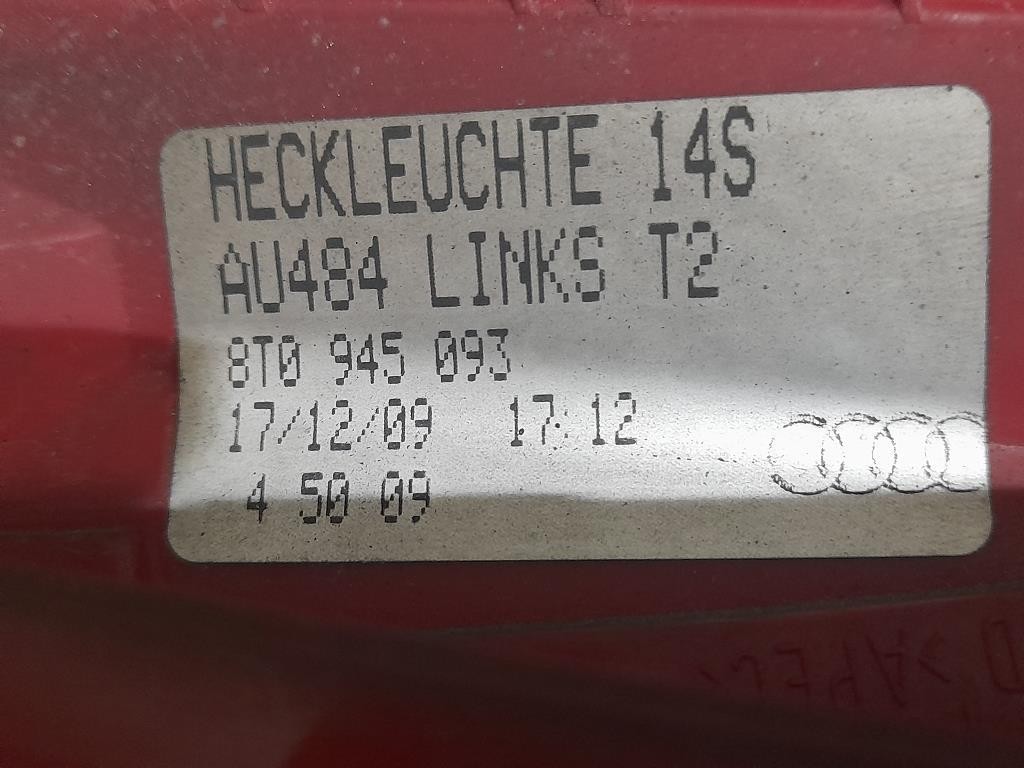 HECKLEUCHTE 14S
AU484 LINKS T2
8T0 945 093
17/12/09 17:12
4 50 09